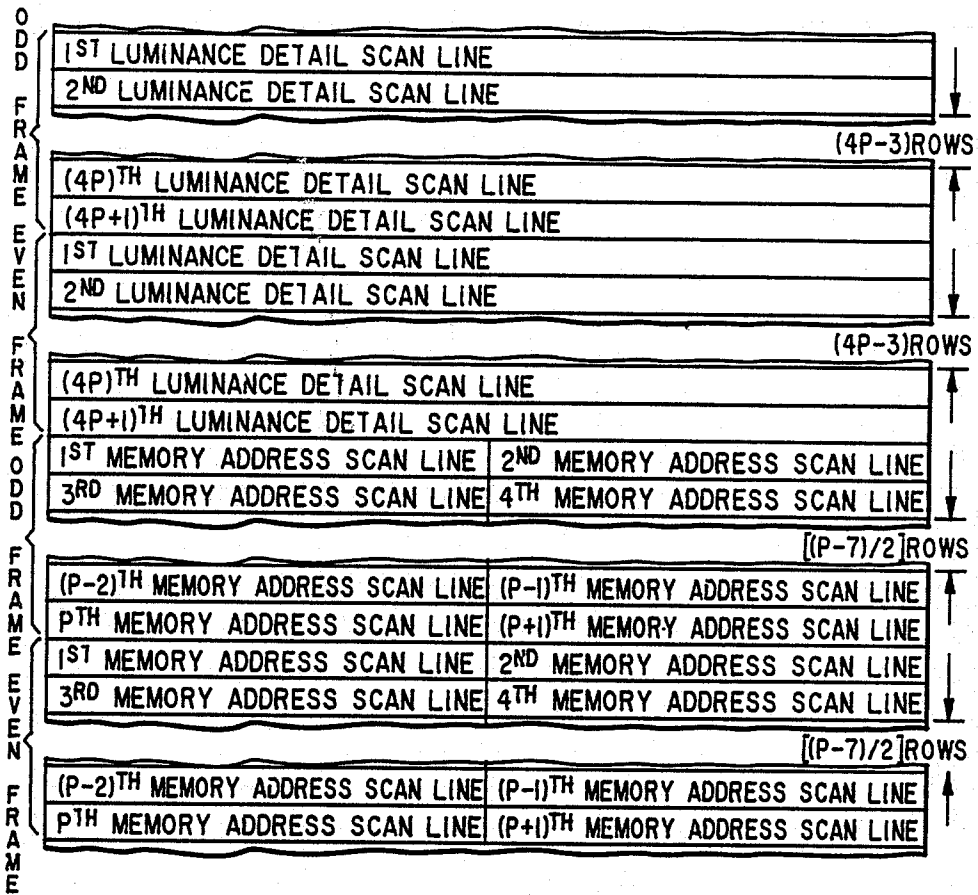 ODD FRAME
1ST LUMINANCE DETAIL SCAN LINE
2ND LUMINANCE DETAIL SCAN LINE
(4P-3)ROWS
(4P)TH LUMINANCE DETAIL SCAN LINE
(4P+1)TH LUMINANCE DETAIL SCAN LINE
EVEN FRAME
1ST LUMINANCE DETAIL SCAN LINE
2ND LUMINANCE DETAIL SCAN LINE
(4P-3)ROWS
(4P)TH LUMINANCE DETAIL SCAN LINE
(4P+1)TH LUMINANCE DETAIL SCAN LINE
ODD FRAME
1ST MEMORY ADDRESS SCAN LINE 2ND MEMORY ADDRESS SCAN LINE
3RD MEMORY ADDRESS SCAN LINE 4TH MEMORY ADDRESS SCAN LINE
[(P-7)/2]ROWS
(P-2)TH MEMORY ADDRESS SCAN LINE (P-1)TH MEMORY ADDRESS SCAN LINE
PTH MEMORY ADDRESS SCAN LINE (P+1)TH MEMORY ADDRESS SCAN LINE
EVEN FRAME
1ST MEMORY ADDRESS SCAN LINE 2ND MEMORY ADDRESS SCAN LINE
3RD MEMORY ADDRESS SCAN LINE 4TH MEMORY ADDRESS SCAN LINE
[(P-7)/2]ROWS
(P-2)TH MEMORY ADDRESS SCAN LINE (P-1)TH MEMORY ADDRESS SCAN LINE
PTH MEMORY ADDRESS SCAN LINE (P+1)TH MEMORY ADDRESS SCAN LINE